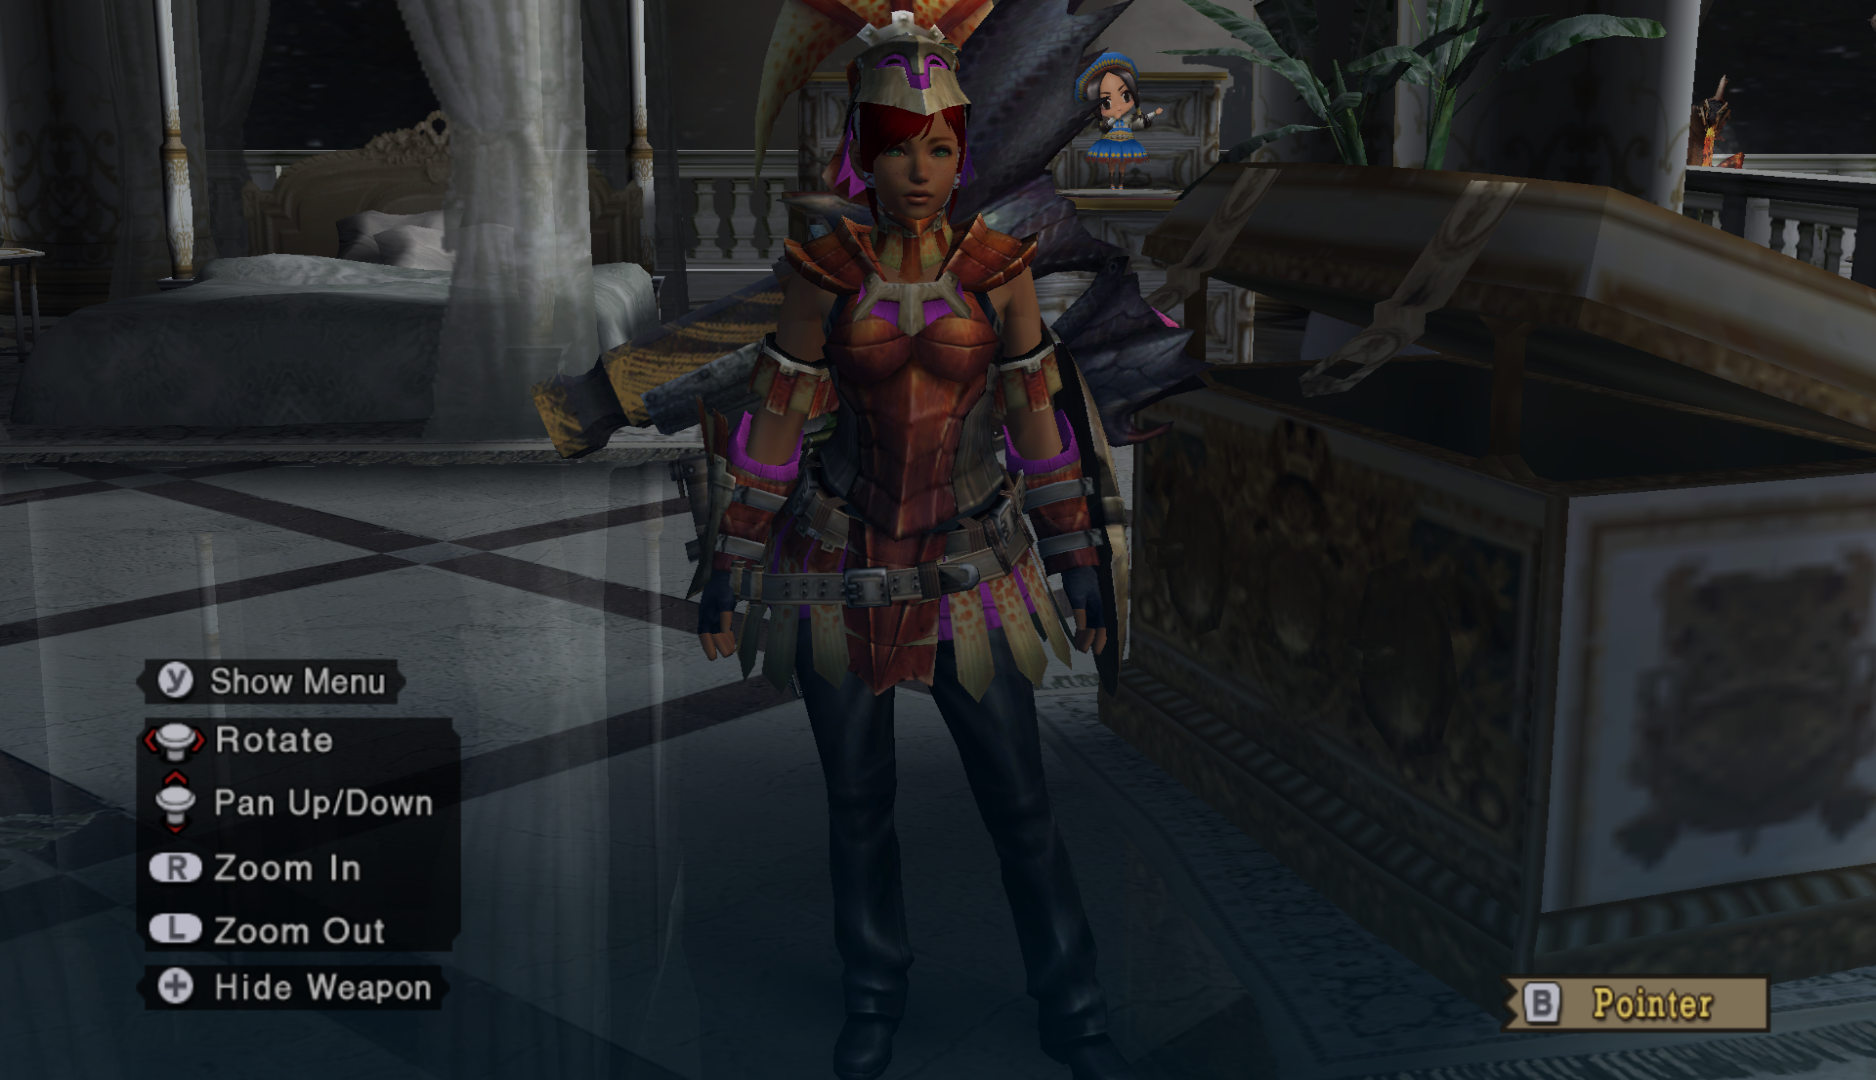 Y Show Menu
Rotate
Pan Up/Down
R Zoom In
L Zoom Out
+ Hide Weapon
B Pointer